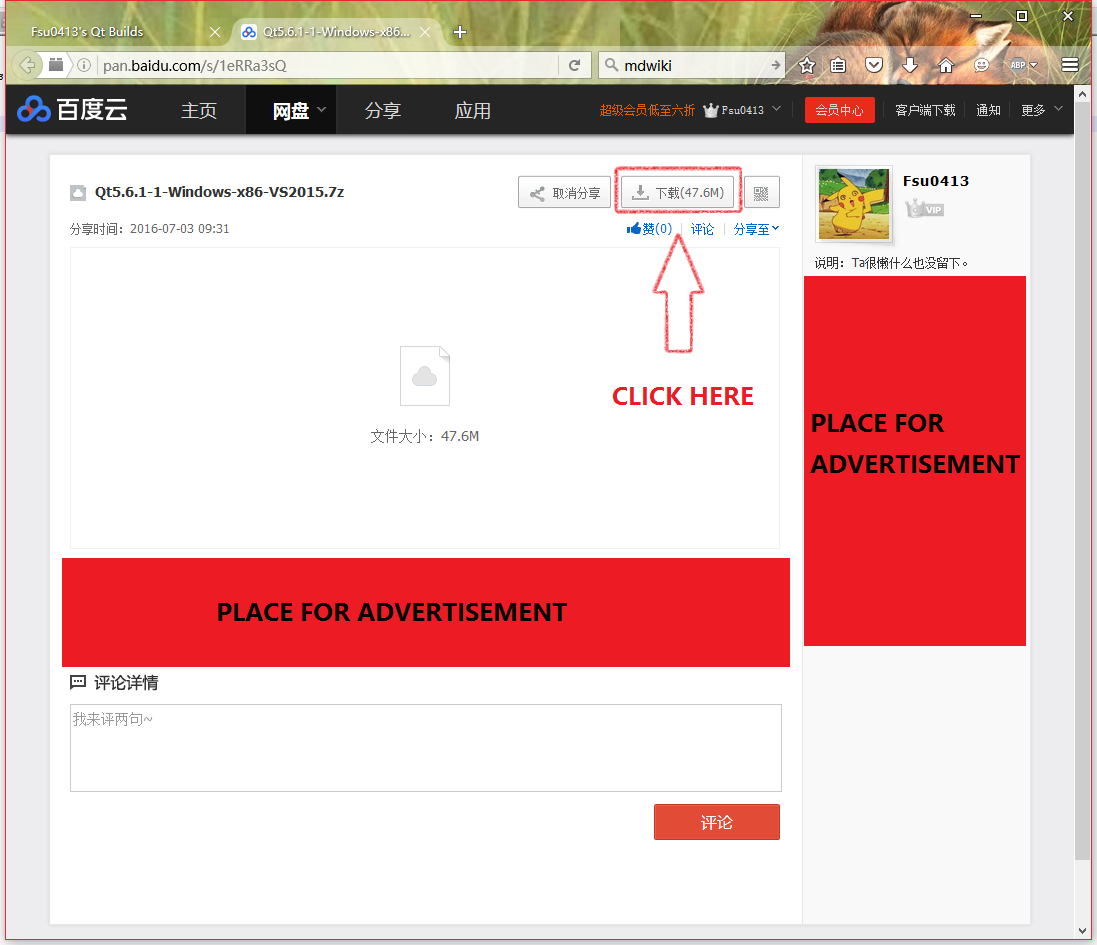 Fsu0413's Qt Builds
Qt5.6.1-1-Windows-x86...
pan.baidu.com/s/1eRRa3sQ
mdwiki
ABP
百度云
主页
网盘
分享
应用
超级会员低至六折
Fsu0413
会员中心
客户端下载
通知
更多
Qt5.6.1-1-Windows-x86-VS2015.7z
取消分享
下载(47.6M)
分享时间：2016-07-03 09:31
赞(0)
评论
分享至
Fsu0413
VIP
说明：Ta很懒什么也没留下。
文件大小：47.6M
CLICK HERE
PLACE FOR
ADVERTISEMENT
PLACE FOR ADVERTISEMENT
评论详情
我来评两句~
评论